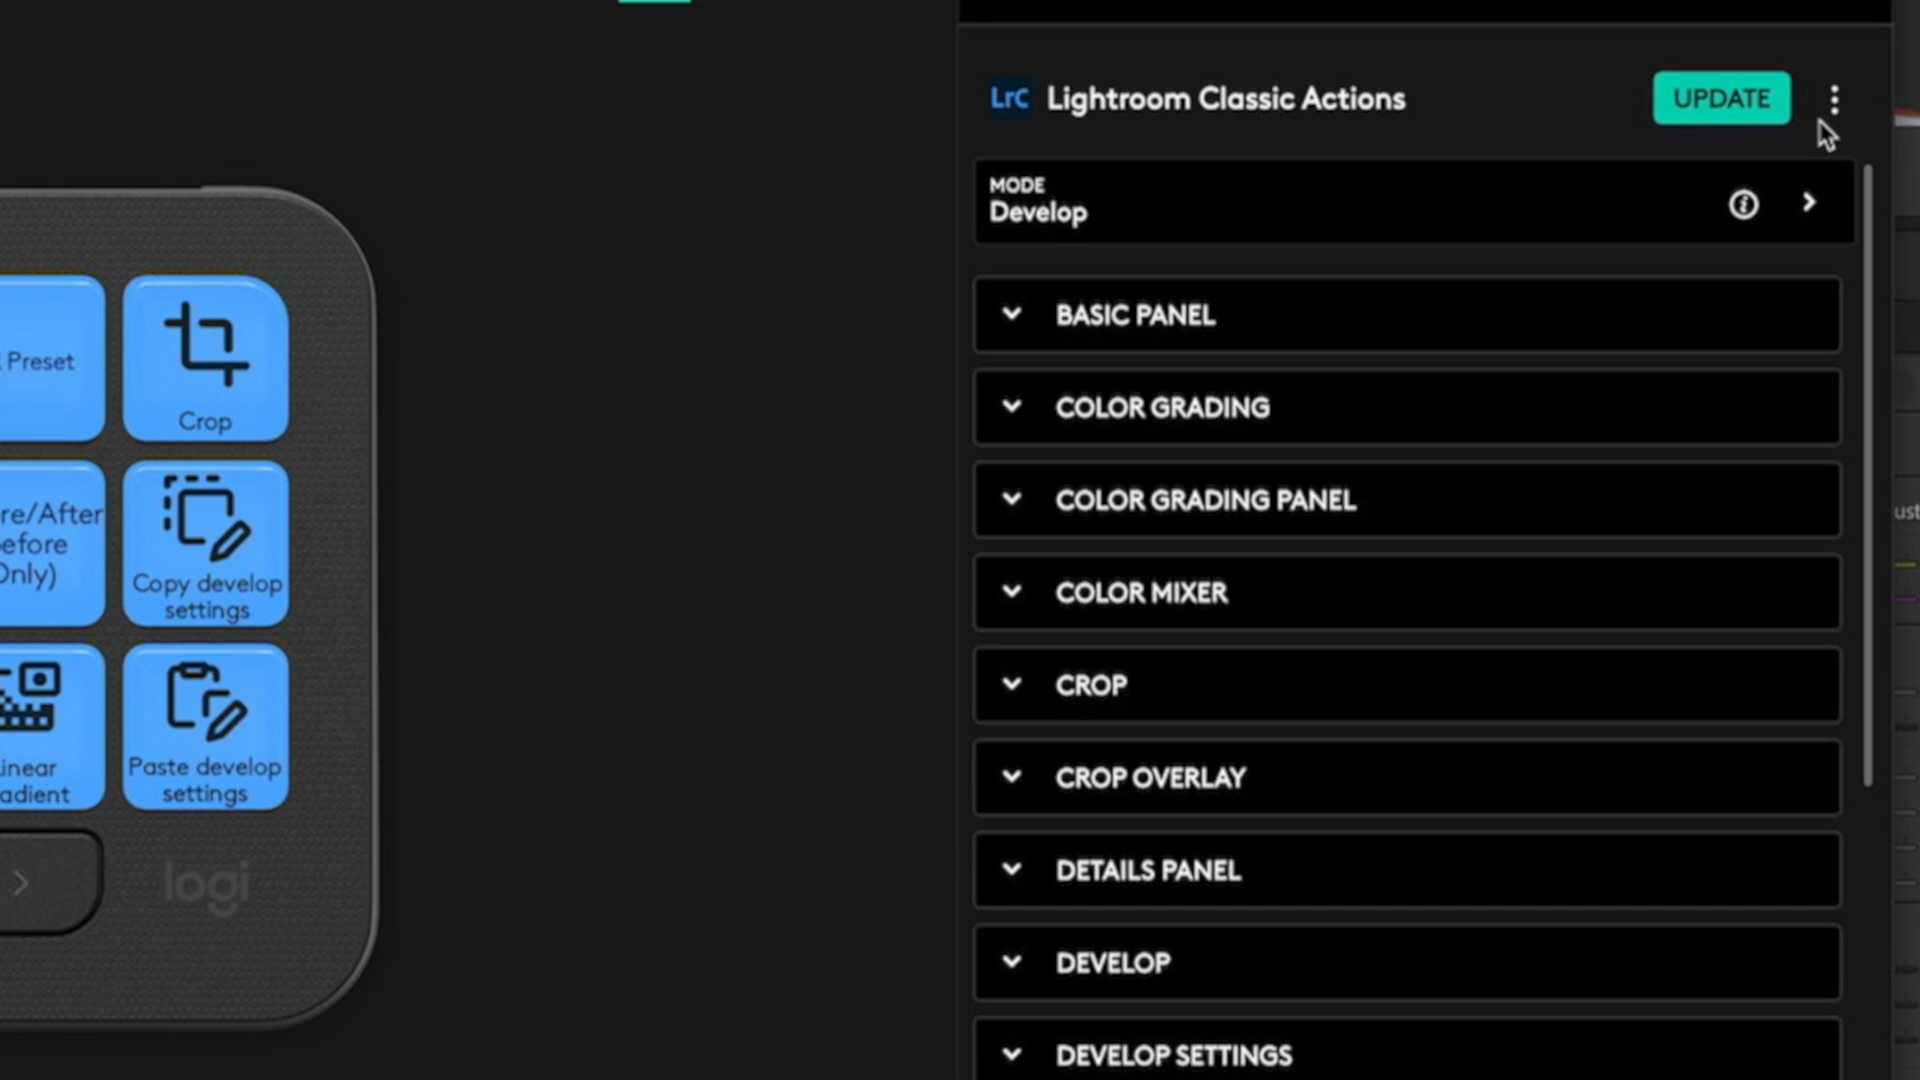 LrC Lightroom Classic Actions
UPDATE
MODE
Develop
BASIC PANEL
COLOR GRADING
COLOR GRADING PANEL
COLOR MIXER
CROP
CROP OVERLAY
DETAILS PANEL
DEVELOP
DEVELOP SETTINGS
Preset
Crop
re/After
efore
Only)
Copy develop
settings
inear
adient
Paste develop
settings
logi
ust